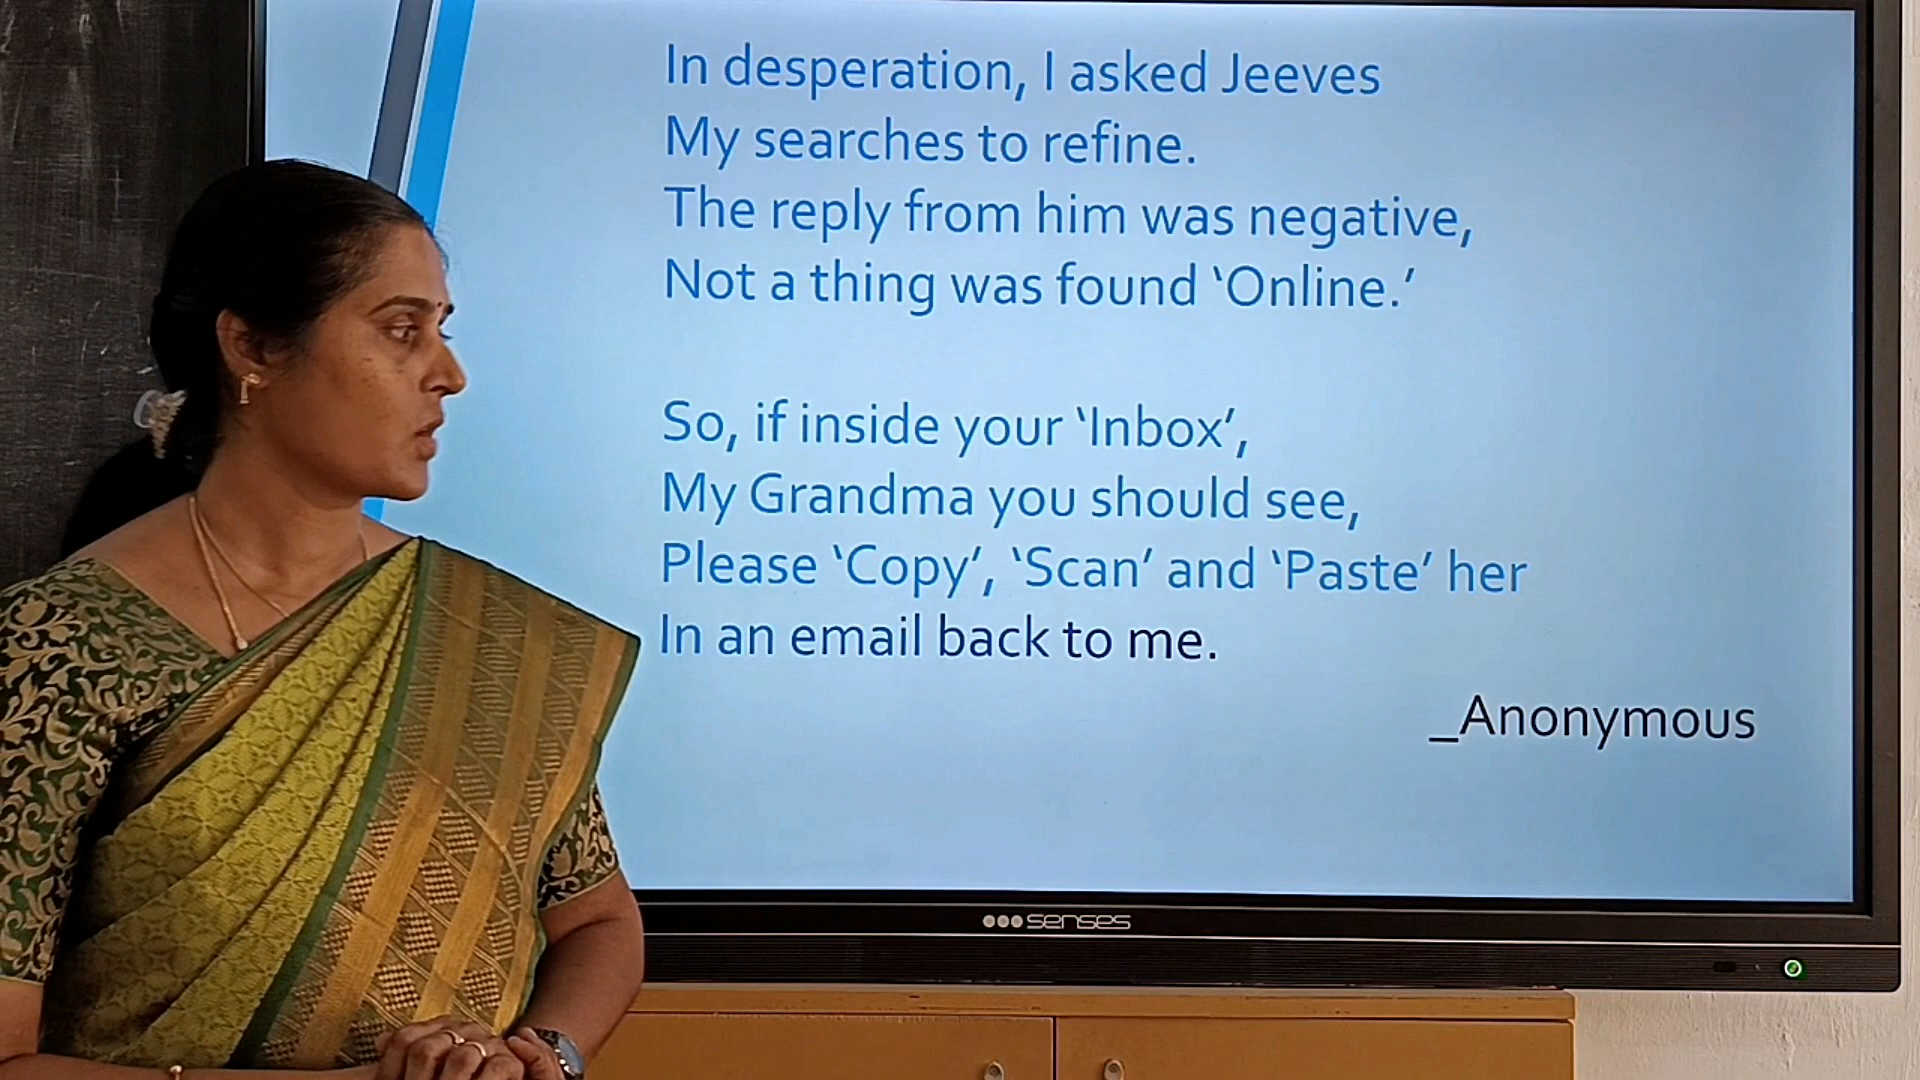 In desperation, I asked Jeeves
My searches to refine.
The reply from him was negative,
Not a thing was found ‘Online.’
So, if inside your ‘Inbox’,
My Grandma you should see,
Please ‘Copy’, ‘Scan’ and ‘Paste’ her
In an email back to me.
_Anonymous
senses